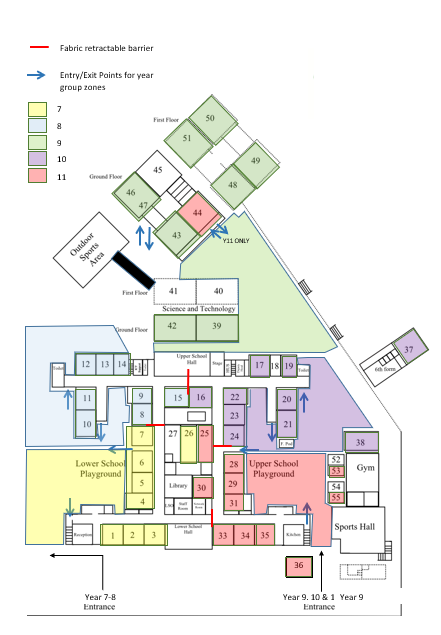 Fabric retractable barrier
Entry/Exit Points for year
group zones
7
8
9
10
11
First Floor
50
51
49
48
Ground Floor
45
46
47
44
43
Y11 ONLY
Outdoor
Sports
Area
First Floor
41
40
Science and Technology
Ground Floor
42
39
37
6th form
Upper School
Hall
Stage
Toilet
12
13
14
17
18
19
Toilet
11
10
9
8
7
15
16
22
23
24
20
21
38
27
26
25
Lower School
Playground
6
5
4
Library
30
28
29
31
Upper School
Playground
52
53
54
55
Gym
Sports Hall
Reception
1
2
3
Lower School
Hall
33
34
35
Kitchen
36
Year 7-8
Entrance
Year 9. 10 & 1 Year 9
Entrance